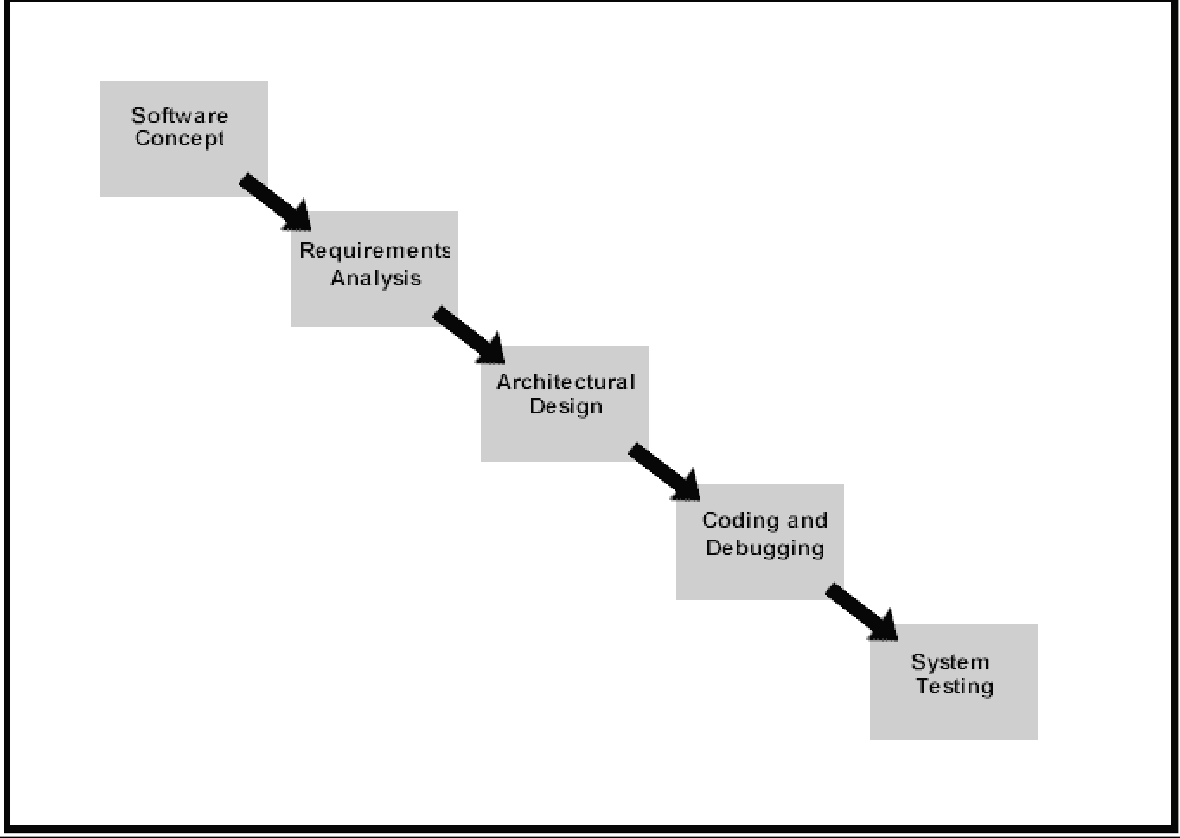 Software
Concept
Requirements
Analysis
Architectural
Design
Coding and
Debugging
System
Testing